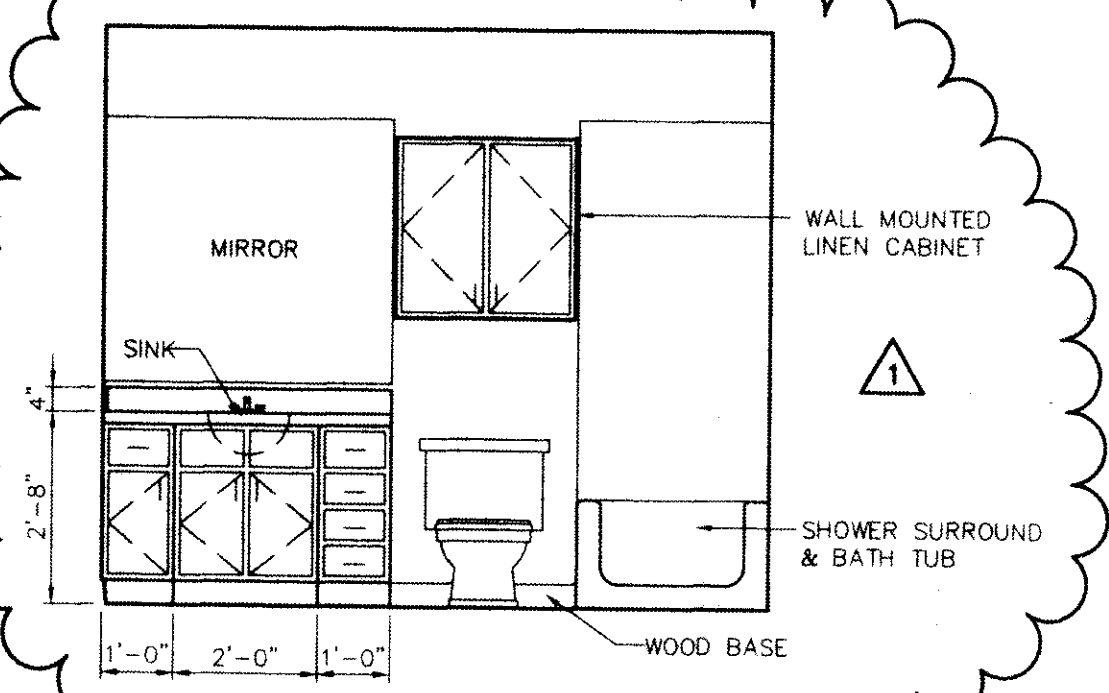 WALL MOUNTED
LINEN CABINET
MIRROR
SINK
1
4"
2'-8"
SHOWER SURROUND
& BATH TUB
WOOD BASE
1'-0"
2'-0"
1'-0"